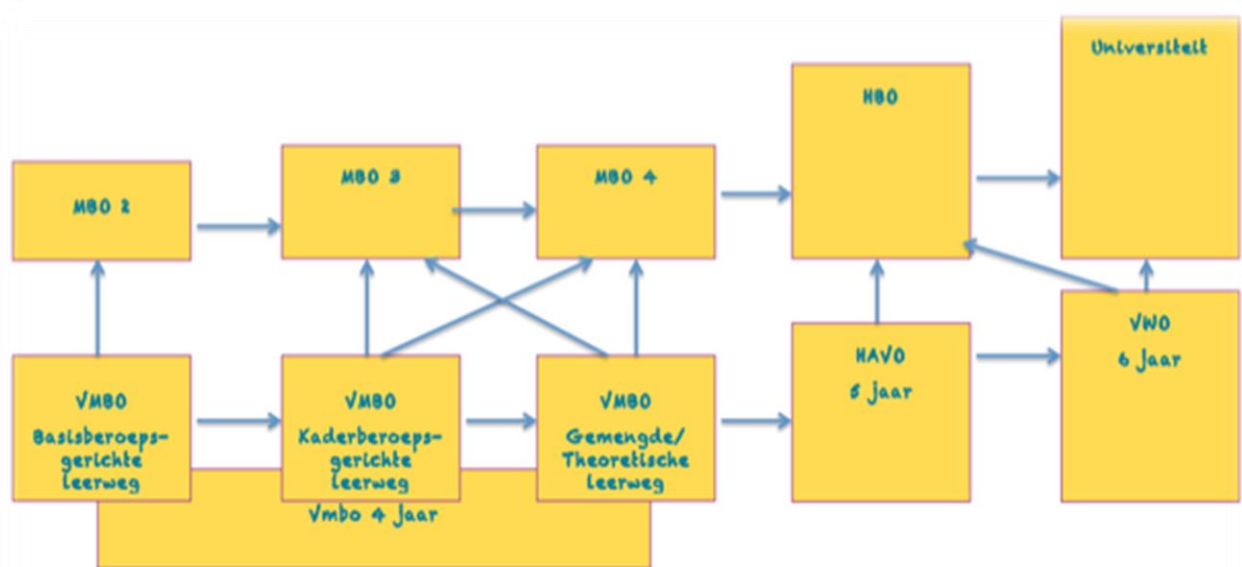 Universiteit
HBO
MBO 2
MBO 3
MBO 4
VMBO
Basisberoeps-
gerichte
leerweg
VMBO
Kaderberoeps-
gerichte
leerweg
VMBO
Gemengde/
Theoretische
leerweg
HAVO
5 jaar
VWO
6 jaar
Vmbo 4 jaar